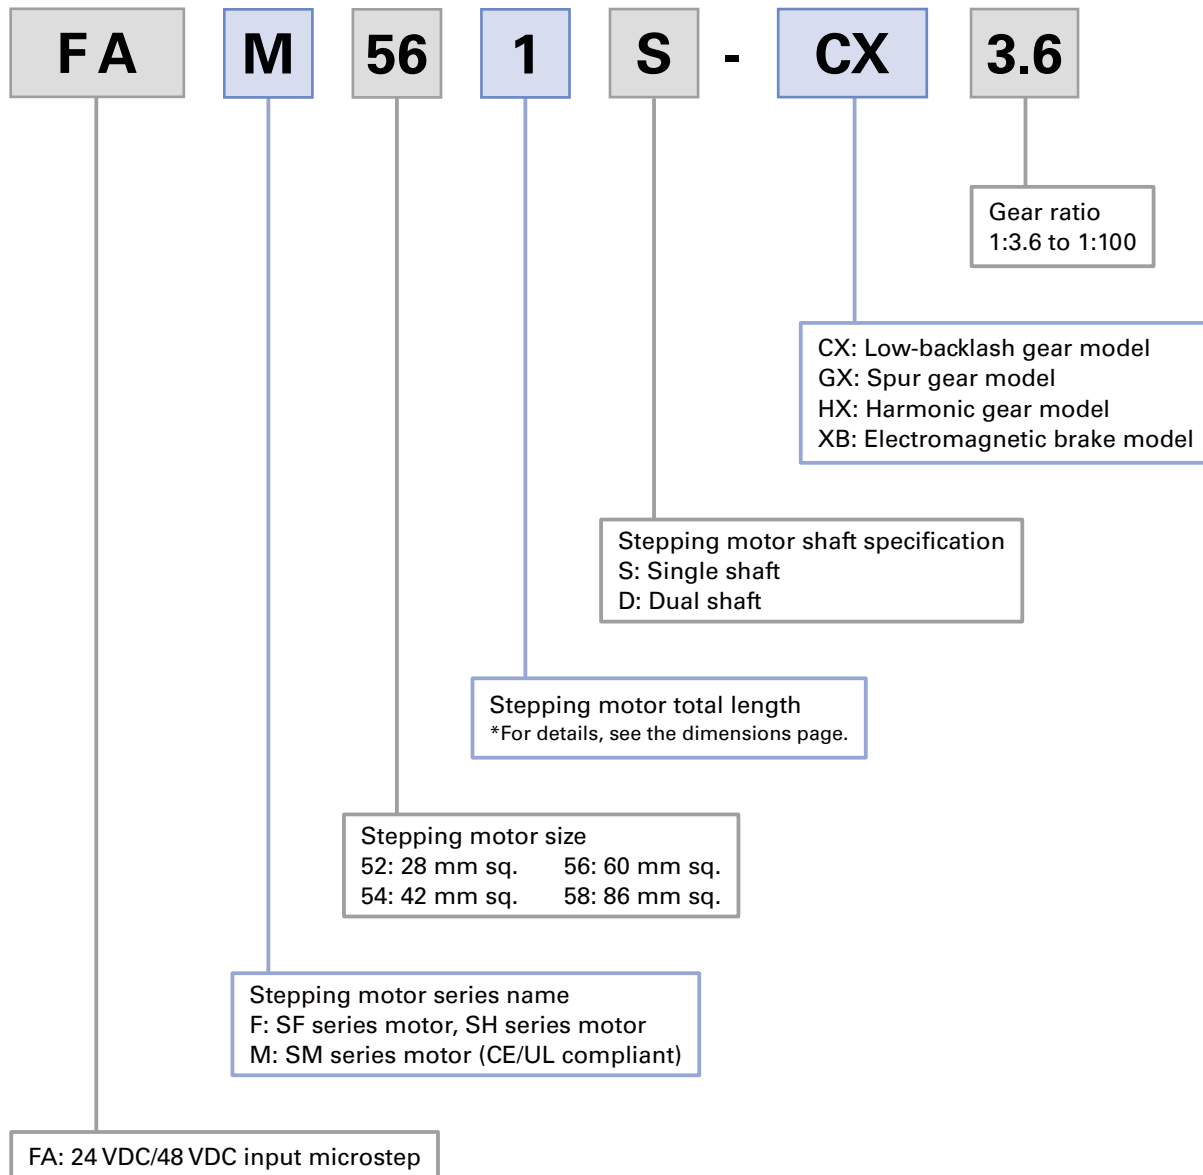 FA M 56 1 S - CX 3.6
Gear ratio
1:3.6 to 1:100
CX: Low-backlash gear model
GX: Spur gear model
HX: Harmonic gear model
XB: Electromagnetic brake model
Stepping motor shaft specification
S: Single shaft
D: Dual shaft
Stepping motor total length
*For details, see the dimensions page.
Stepping motor size
52: 28 mm sq. 56: 60 mm sq.
54: 42 mm sq. 58: 86 mm sq.
Stepping motor series name
F: SF series motor, SH series motor
M: SM series motor (CE/UL compliant)
FA: 24 VDC/48 VDC input microstep